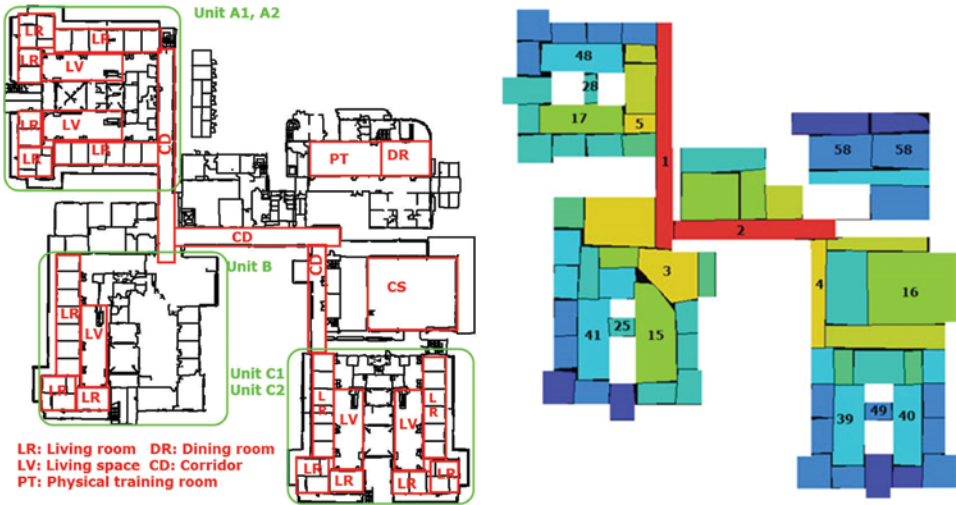 Unit A1, A2
LR
LR
LR
LV
LV
LR
LR
LR
CD
PT
DR
CD
CD
Unit B
LR
LV
LR
LR
CS
Unit C1
Unit C2
L
R
LV
LV
L
R
LR
LR
LR
LR
LR: Living room DR: Dining room
LV: Living space CD: Corridor
PT: Physical training room
48
28
17
5
1
58
58
2
3
4
16
41
25
15
39
49
40